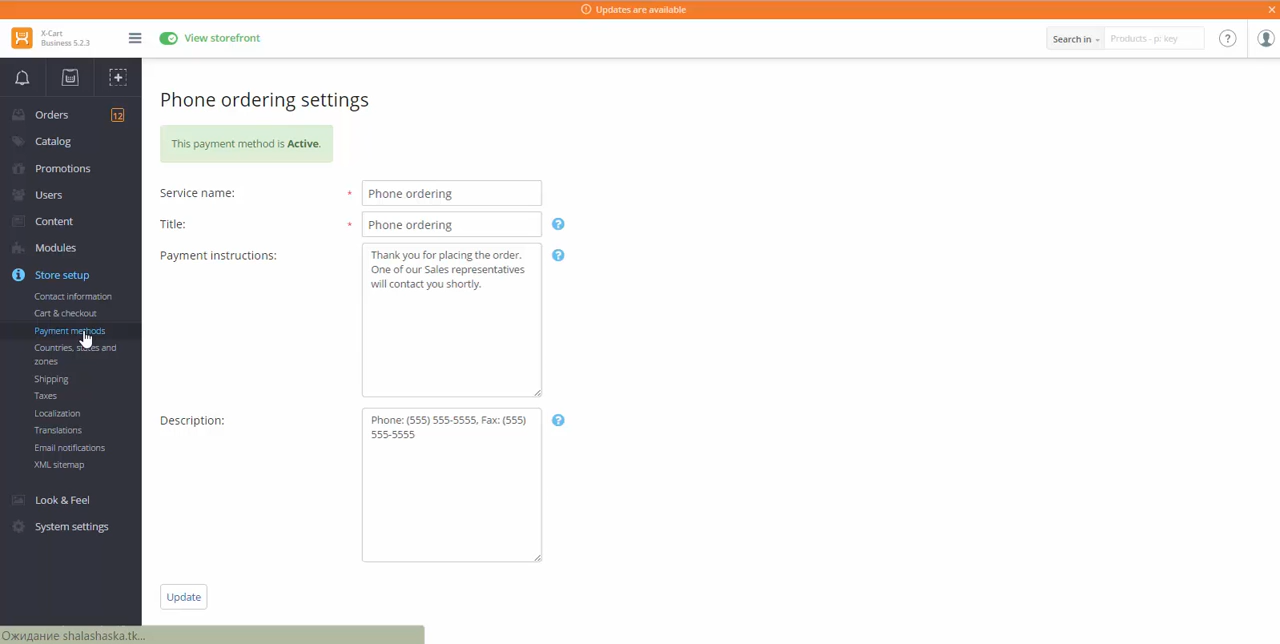 Updates are available
X-Cart
Business 5.2.3
View storefront
Search in
Products - p: key
Orders
12
Catalog
Promotions
Users
Content
Modules
Store setup
Contact information
Cart & checkout
Payment methods
Countries, states and
zones
Shipping
Taxes
Localization
Translations
Email notifications
XML sitemap
Look & Feel
System settings
Phone ordering settings
This payment method is Active.
Service name: * Phone ordering
Title: * Phone ordering
Payment instructions:
Thank you for placing the order.
One of our Sales representatives
will contact you shortly.
Description:
Phone: (555) 555-5555, Fax: (555)
555-5555
Update
Ожидание shalashaska.tk...